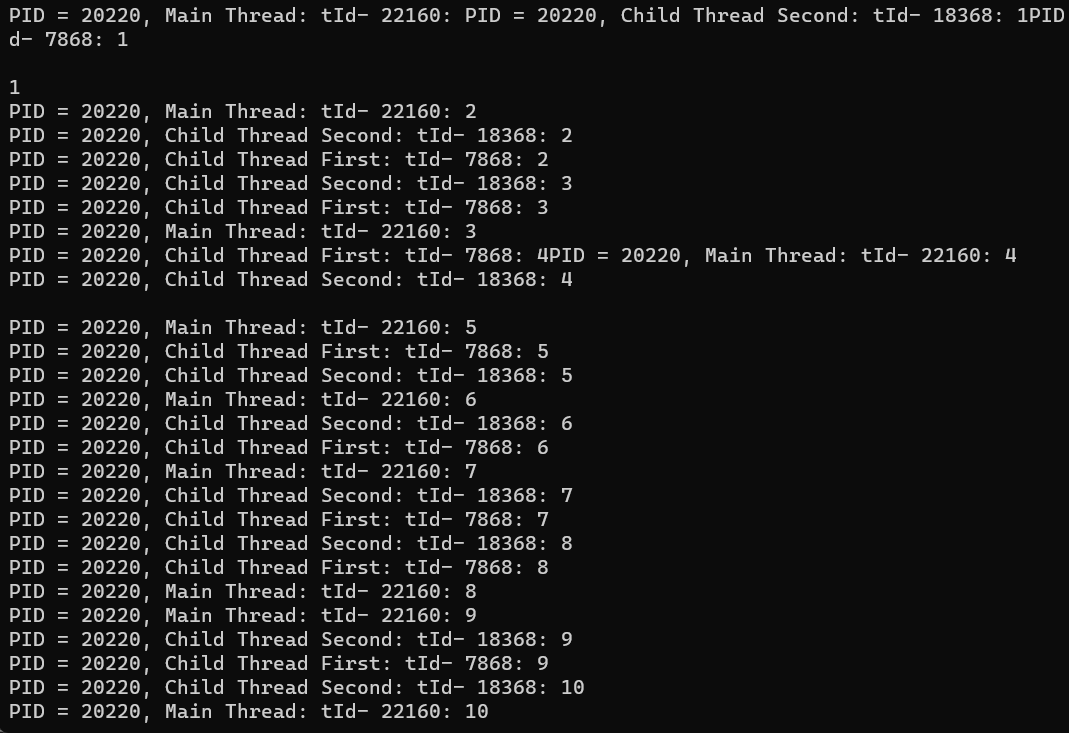 PID = 20220, Main Thread: tId- 22160: PID = 20220, Child Thread Second: tId- 18368: 1PID
d- 7868: 1
1
PID = 20220, Main Thread: tId- 22160: 2
PID = 20220, Child Thread Second: tId- 18368: 2
PID = 20220, Child Thread First: tId- 7868: 2
PID = 20220, Child Thread Second: tId- 18368: 3
PID = 20220, Child Thread First: tId- 7868: 3
PID = 20220, Main Thread: tId- 22160: 3
PID = 20220, Child Thread First: tId- 7868: 4PID = 20220, Main Thread: tId- 22160: 4
PID = 20220, Child Thread Second: tId- 18368: 4
PID = 20220, Main Thread: tId- 22160: 5
PID = 20220, Child Thread First: tId- 7868: 5
PID = 20220, Child Thread Second: tId- 18368: 5
PID = 20220, Main Thread: tId- 22160: 6
PID = 20220, Child Thread Second: tId- 18368: 6
PID = 20220, Child Thread First: tId- 7868: 6
PID = 20220, Main Thread: tId- 22160: 7
PID = 20220, Child Thread Second: tId- 18368: 7
PID = 20220, Child Thread First: tId- 7868: 7
PID = 20220, Child Thread Second: tId- 18368: 8
PID = 20220, Child Thread First: tId- 7868: 8
PID = 20220, Main Thread: tId- 22160: 8
PID = 20220, Main Thread: tId- 22160: 9
PID = 20220, Child Thread Second: tId- 18368: 9
PID = 20220, Child Thread First: tId- 7868: 9
PID = 20220, Child Thread Second: tId- 18368: 10
PID = 20220, Main Thread: tId- 22160: 10